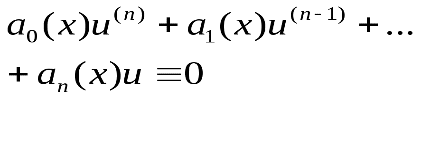 a₀(x)u⁽ⁿ⁾ + a₁(x)u⁽ⁿ⁻¹⁾ + ...
+ aₙ(x)u ≡0